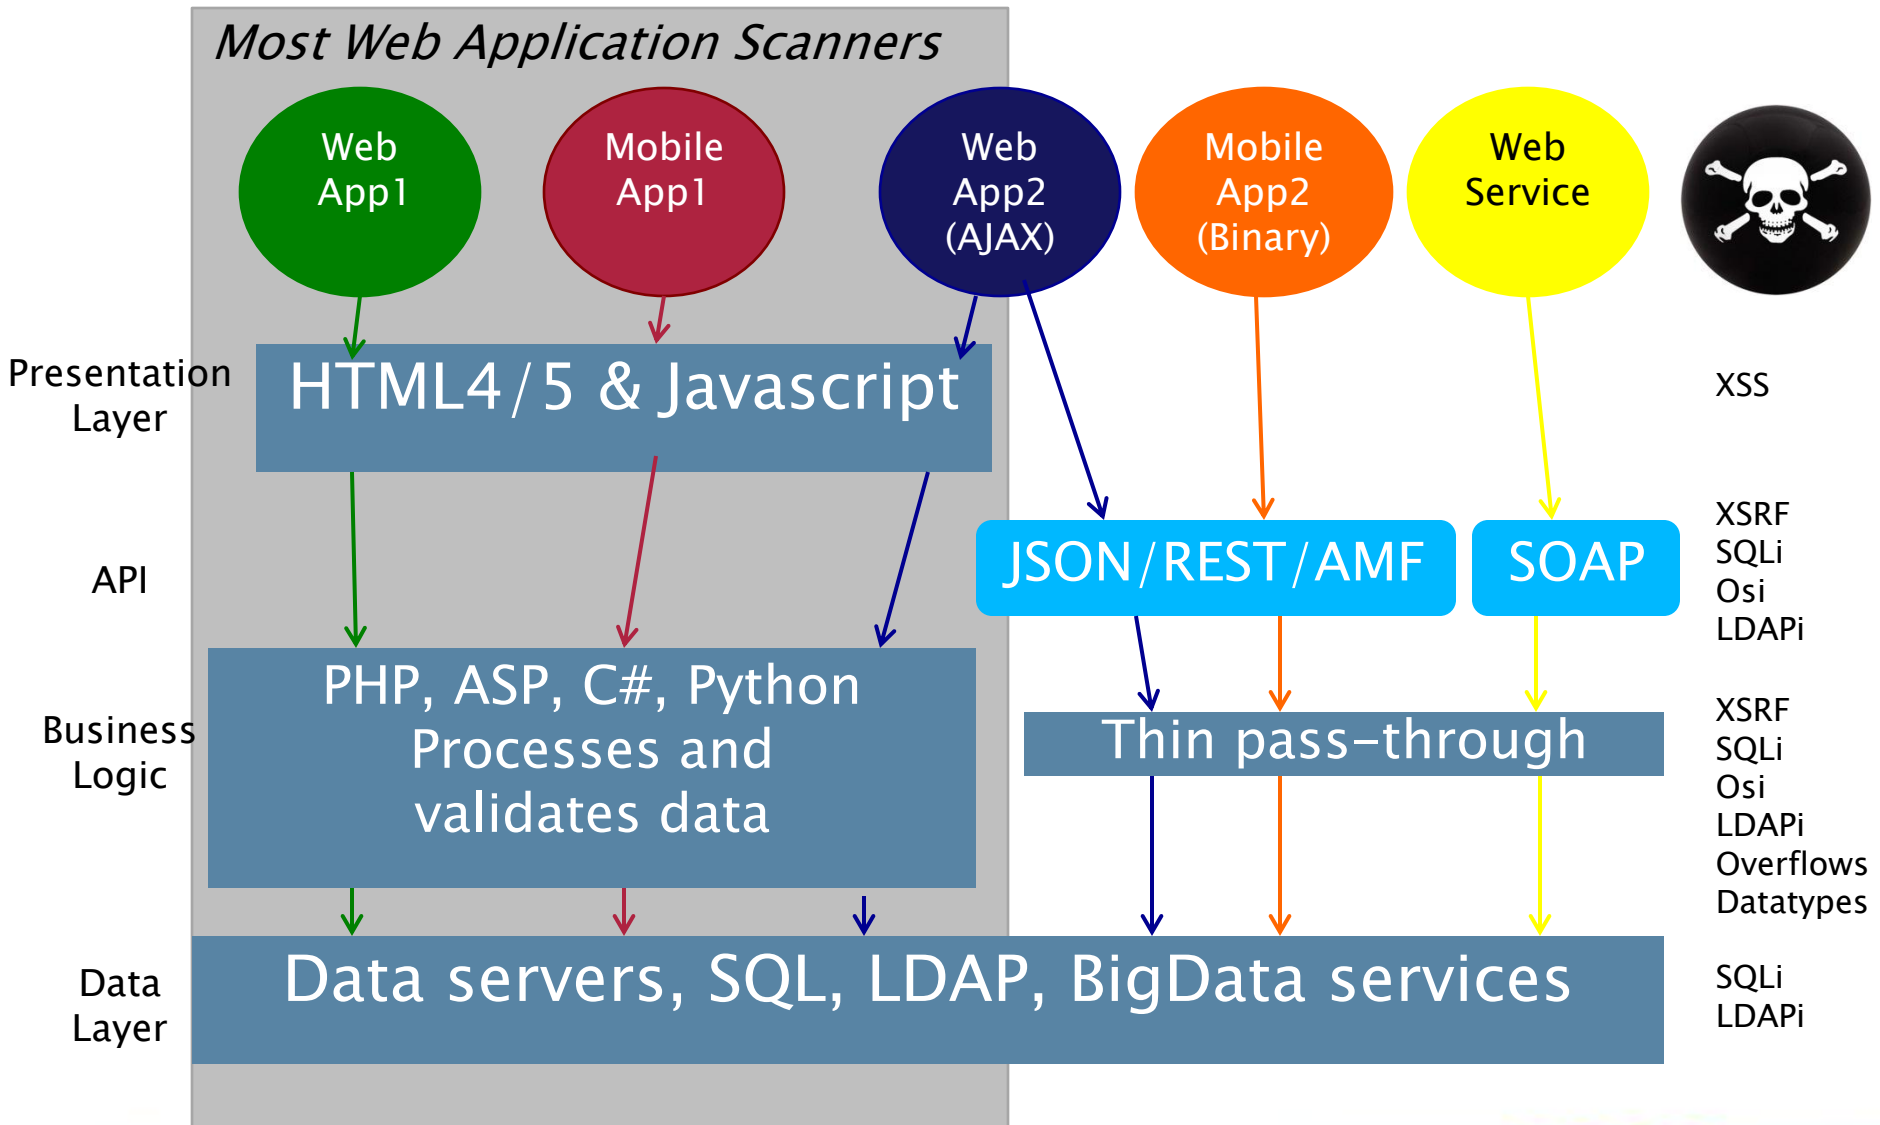 Most Web Application Scanners
Web
App1
Mobile
App1
Web
App2
(AJAX)
Mobile
App2
(Binary)
Web
Service
Presentation
Layer
HTML4/5 & Javascript
XSS
API
JSON/REST/AMF
SOAP
XSRF
SQLi
Osi
LDAPi
Business
Logic
PHP, ASP, C#, Python
Processes and
validates data
Thin pass-through
XSRF
SQLi
Osi
LDAPi
Overflows
Datatypes
Data
Layer
Data servers, SQL, LDAP, BigData services
SQLi
LDAPi